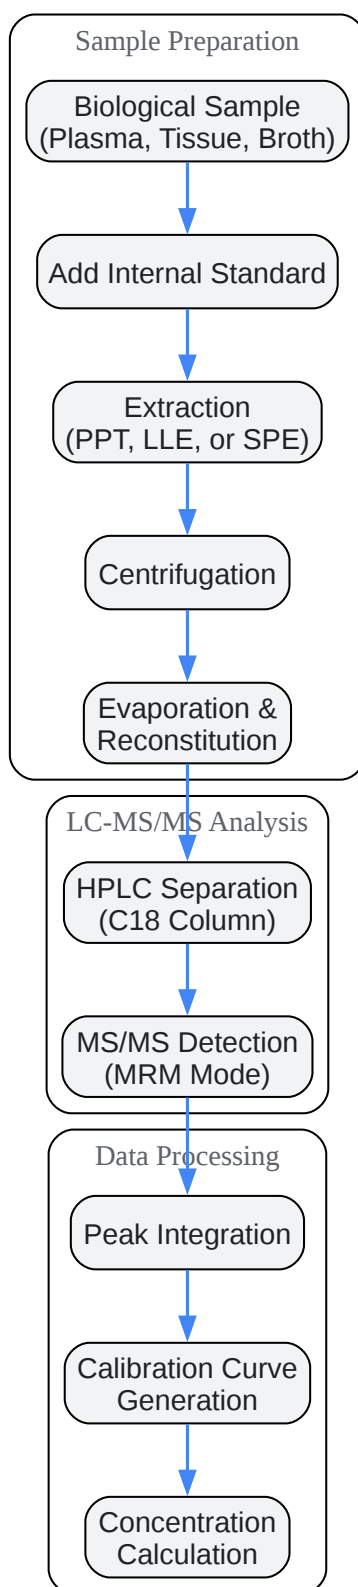 Sample Preparation
Biological Sample
(Plasma, Tissue, Broth)
Add Internal Standard
Extraction
(PPT, LLE, or SPE)
Centrifugation
Evaporation &
Reconstitution
LC-MS/MS Analysis
HPLC Separation
(C18 Column)
MS/MS Detection
(MRM Mode)
Data Processing
Peak Integration
Calibration Curve
Generation
Concentration
Calculation